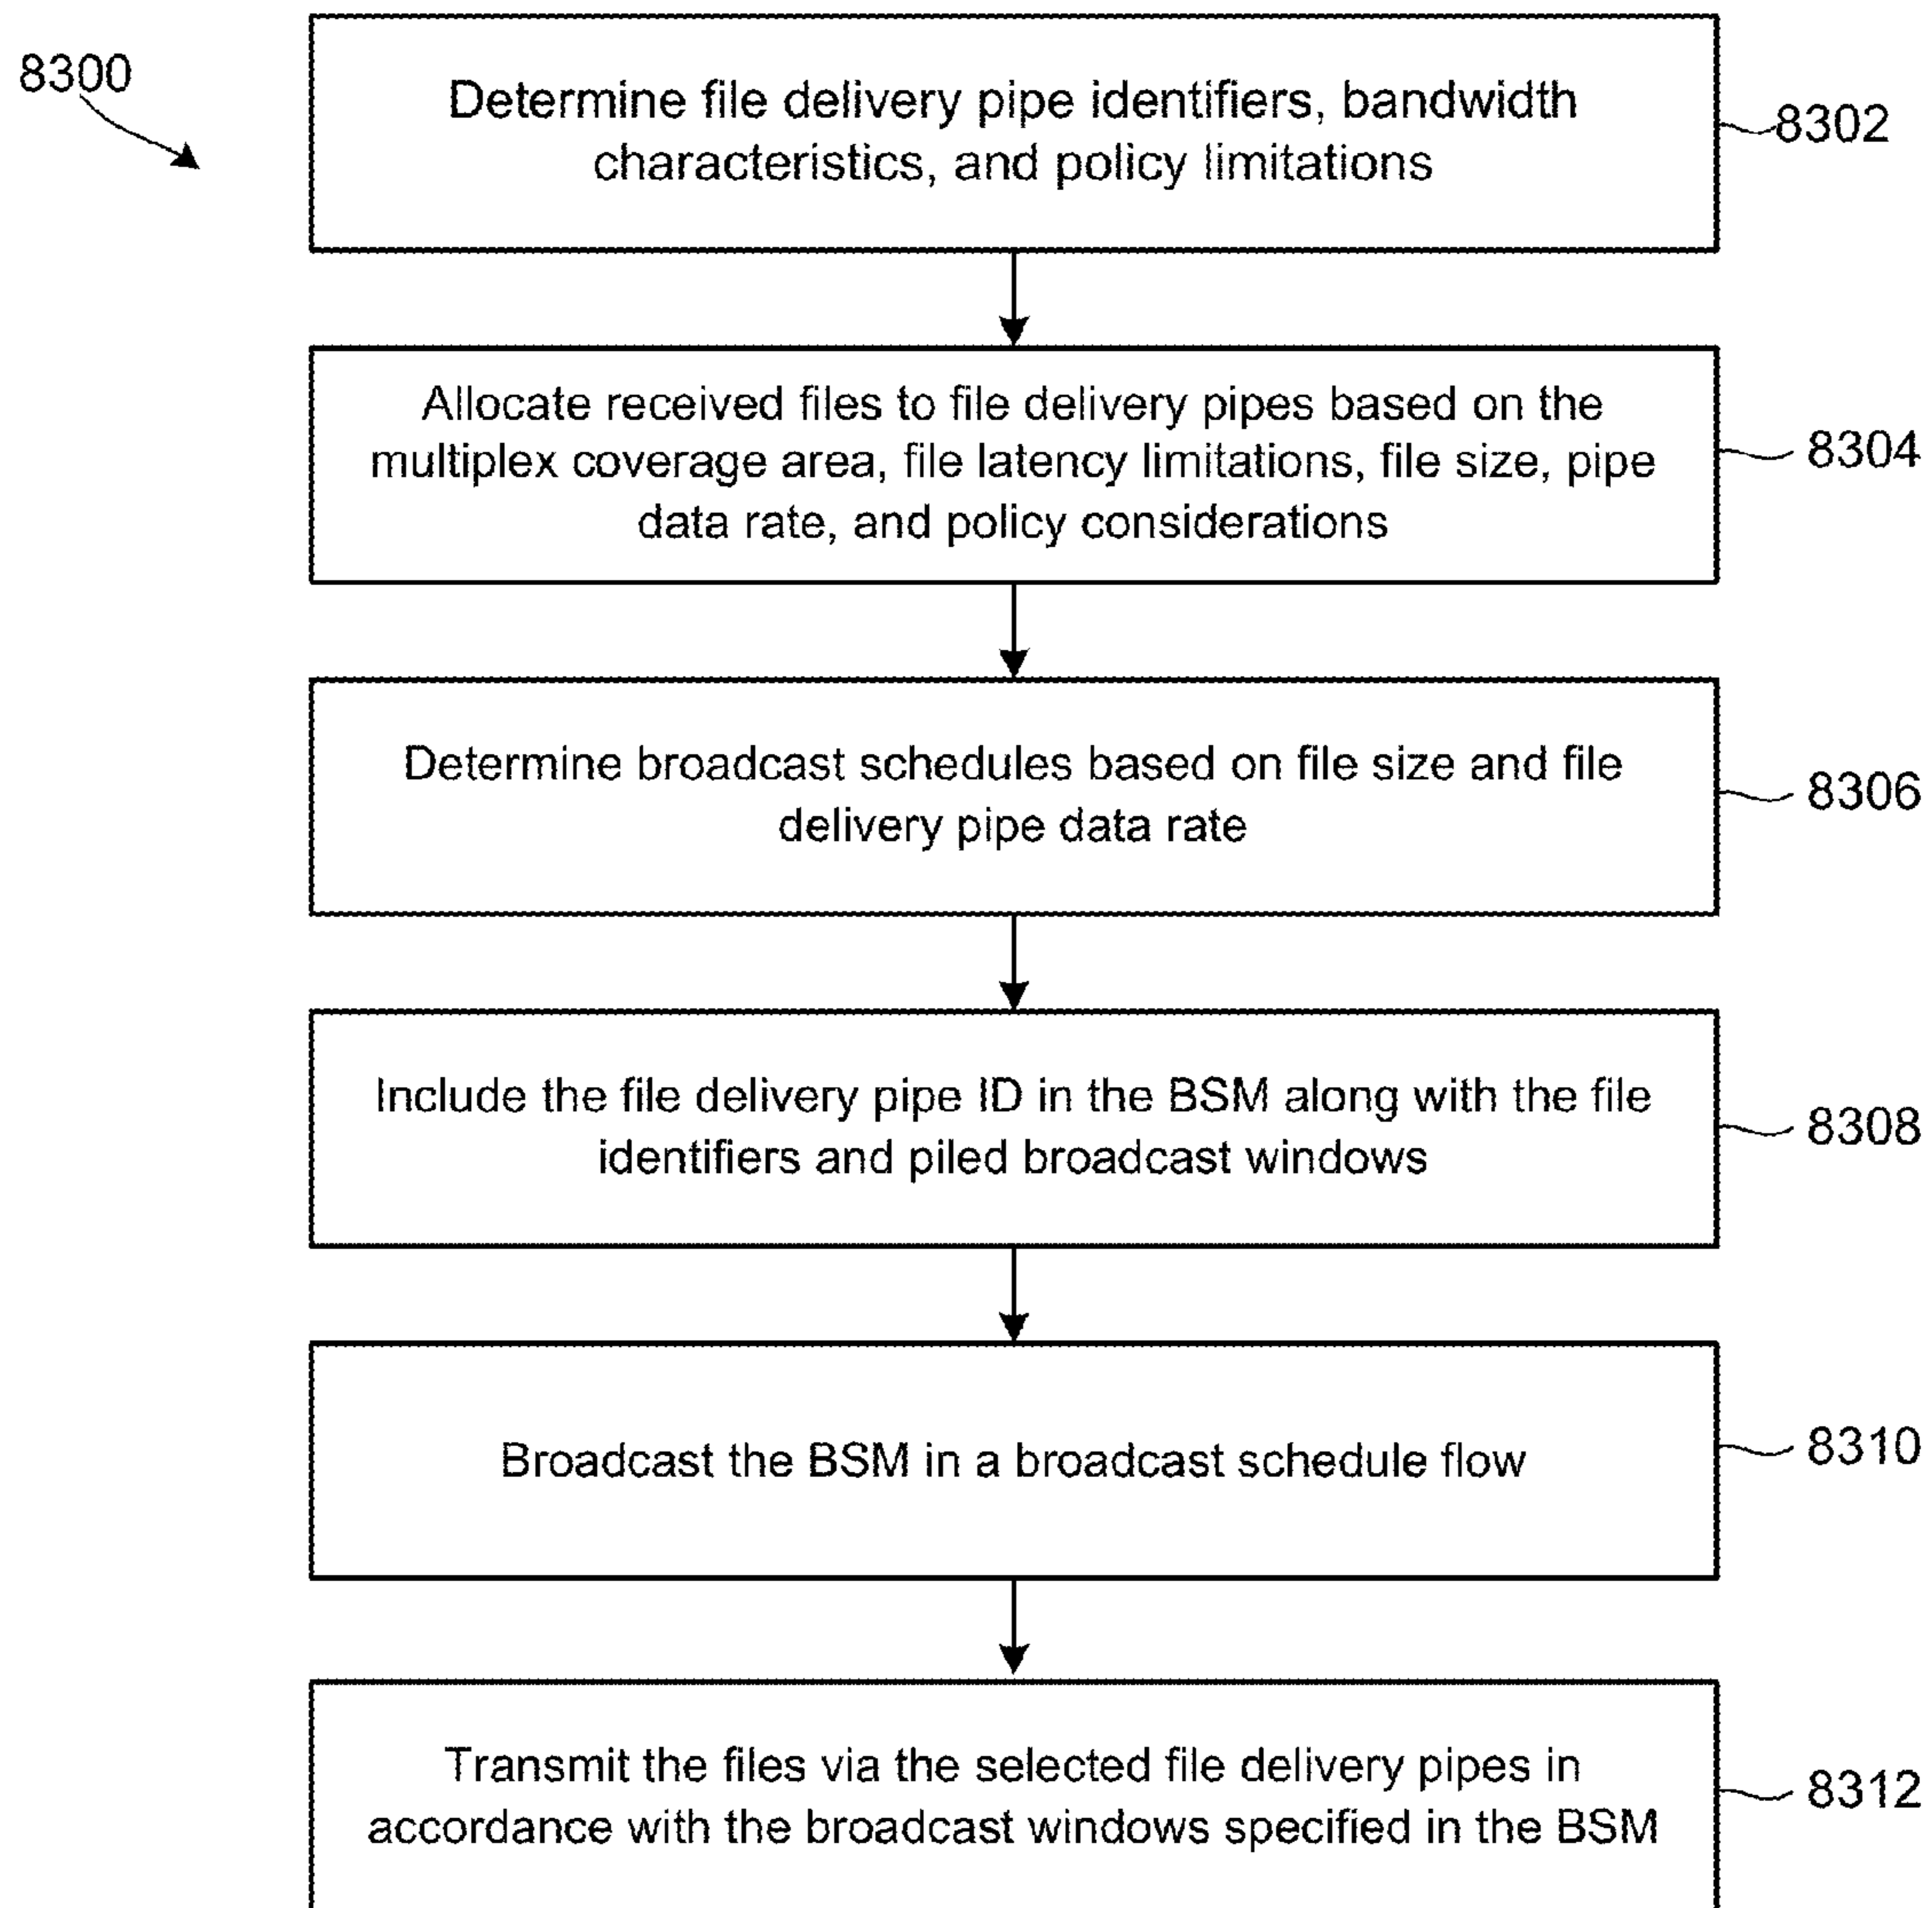 8300
Determine file delivery pipe identifiers, bandwidth
characteristics, and policy limitations
8302
Allocate received files to file delivery pipes based on the
multiplex coverage area, file latency limitations, file size, pipe
data rate, and policy considerations
8304
Determine broadcast schedules based on file size and file
delivery pipe data rate
8306
Include the file delivery pipe ID in the BSM along with the file
identifiers and piled broadcast windows
8308
Broadcast the BSM in a broadcast schedule flow
8310
Transmit the files via the selected file delivery pipes in
accordance with the broadcast windows specified in the BSM
8312